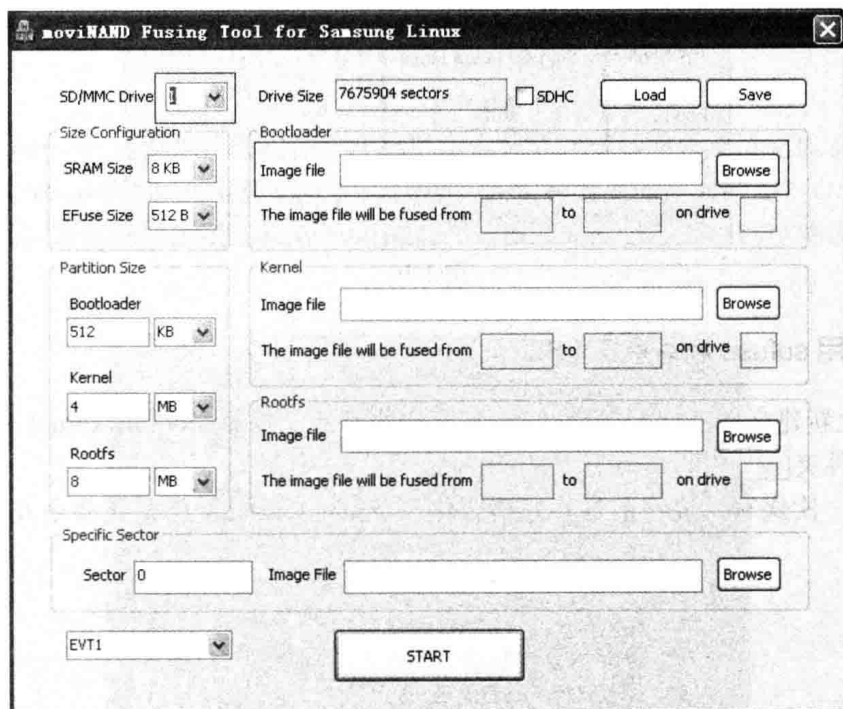 moviNAND Fusing Tool for Samsung Linux
SD/MMC Drive
Drive Size 7675904 sectors SDHC Load Save
Size Configuration
SRAM Size 8 KB
EFuse Size 512 B
Bootloader
Image file Browse
The image file will be fused from to on drive
Partition Size
Bootloader
512 KB
Kernel
4 MB
Rootfs
8 MB
Kernel
Image file Browse
The image file will be fused from to on drive
Rootfs
Image file Browse
The image file will be fused from to on drive
Specific Sector
Sector 0 Image File Browse
EVT1
START